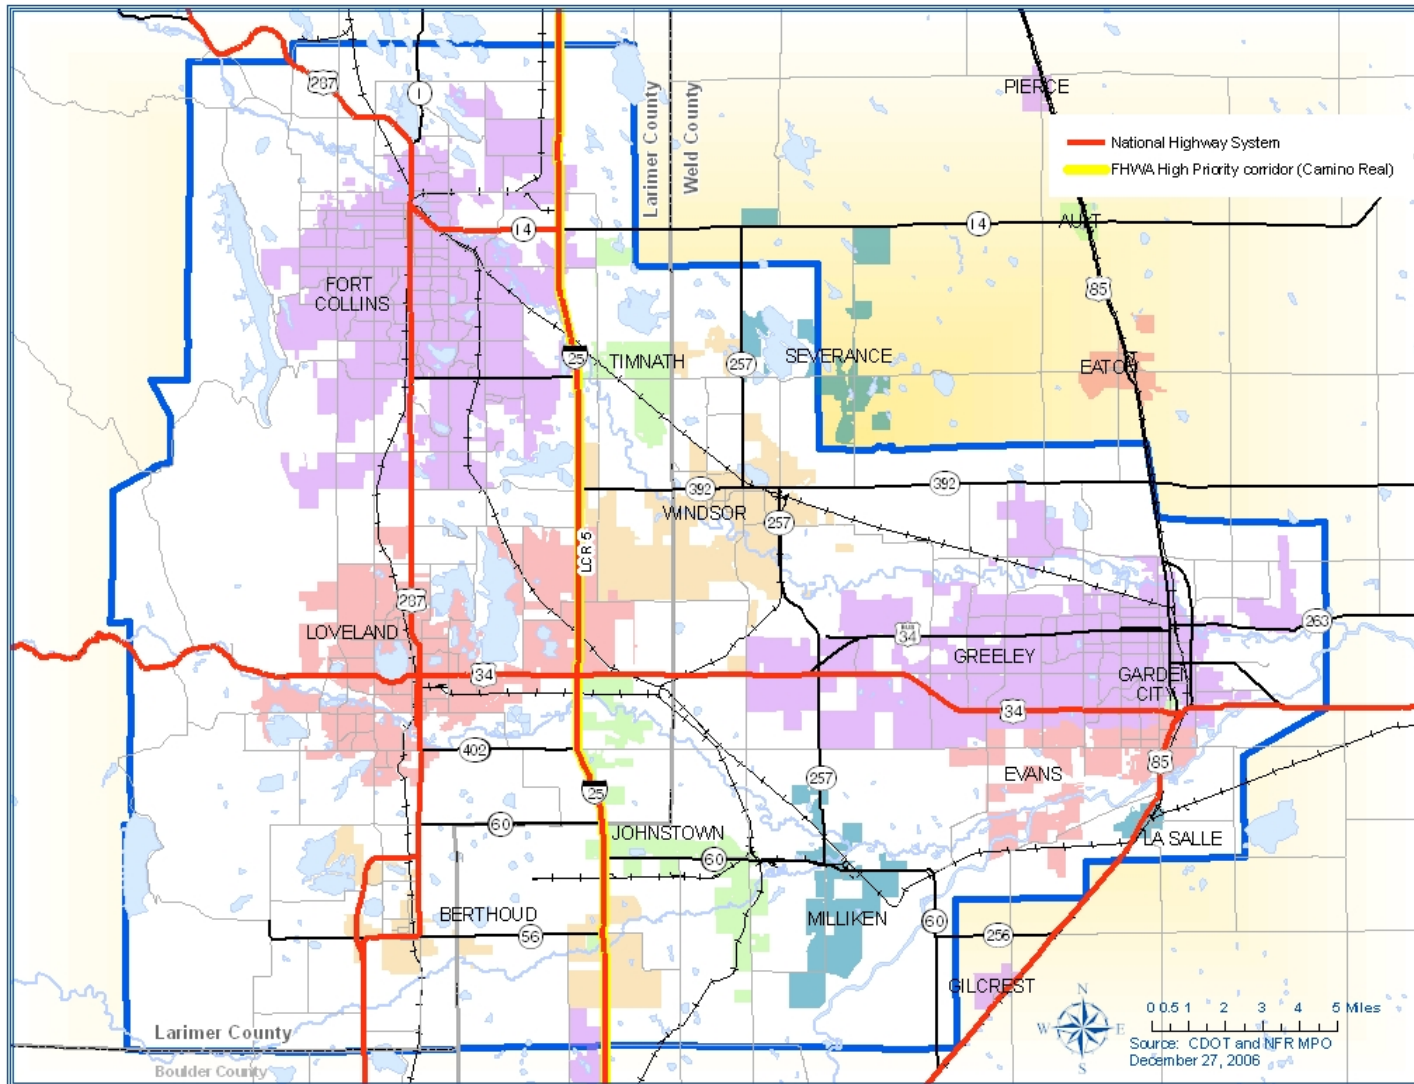 287
1
Larimer County
Weld County
PIERCE
National Highway System
FHWA High Priority corridor (Camino Real)
14
14
AULT
85
FORT
COLLINS
25
TIMNATH
257
SEVERANCE
EATON
392
392
WINDSOR
257
LCR 5
287
LOVELAND
34
34
GREELEY
263
GARDEN
CITY
34
402
257
EVANS
85
25
60
JOHNSTOWN
60
LA SALLE
BERTHOUD
56
MILLIKEN
60
256
GILCREST
N
W
E
S
0 0.5 1 2 3 4 5 Miles
Source: CDOT and NFR MPO
December 27, 2006
Larimer County
Boulder County